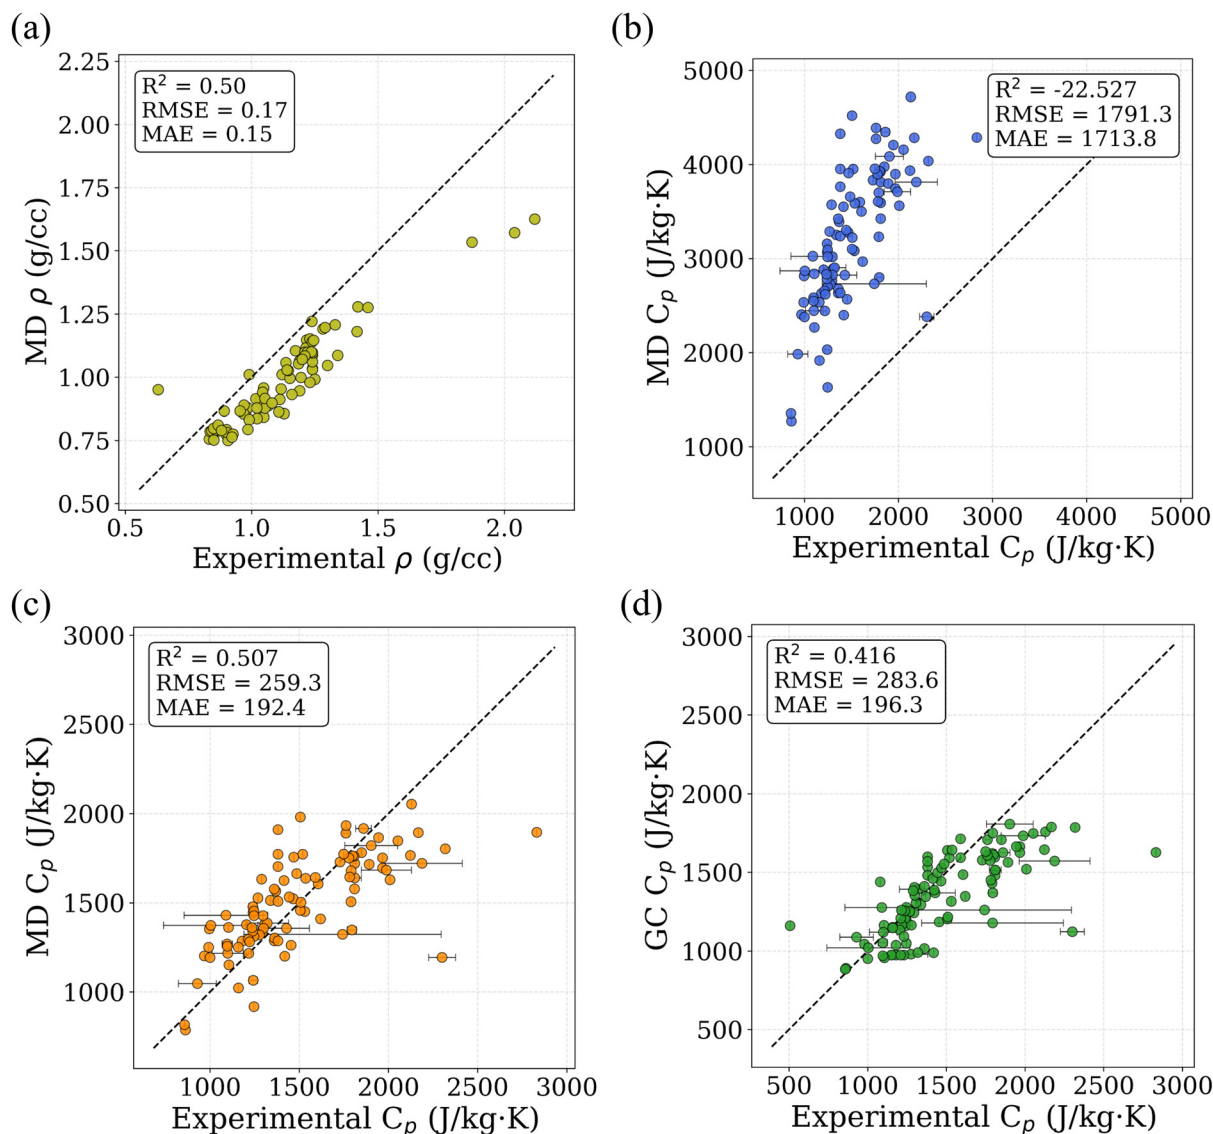 (a)
R² = 0.50
RMSE = 0.17
MAE = 0.15
MD ρ (g/cc)
2.25
2.00
1.75
1.50
1.25
1.00
0.75
0.50
0.5 1.0 1.5 2.0
Experimental ρ (g/cc)
(b)
R² = -22.527
RMSE = 1791.3
MAE = 1713.8
MD Cₚ (J/kg·K)
5000
4000
3000
2000
1000
1000 2000 3000 4000 5000
Experimental Cₚ (J/kg·K)
(c)
R² = 0.507
RMSE = 259.3
MAE = 192.4
MD Cₚ (J/kg·K)
3000
2500
2000
1500
1000
1000 1500 2000 2500 3000
Experimental Cₚ (J/kg·K)
(d)
R² = 0.416
RMSE = 283.6
MAE = 196.3
GC Cₚ (J/kg·K)
3000
2500
2000
1500
1000
500
500 1000 1500 2000 2500 3000
Experimental Cₚ (J/kg·K)